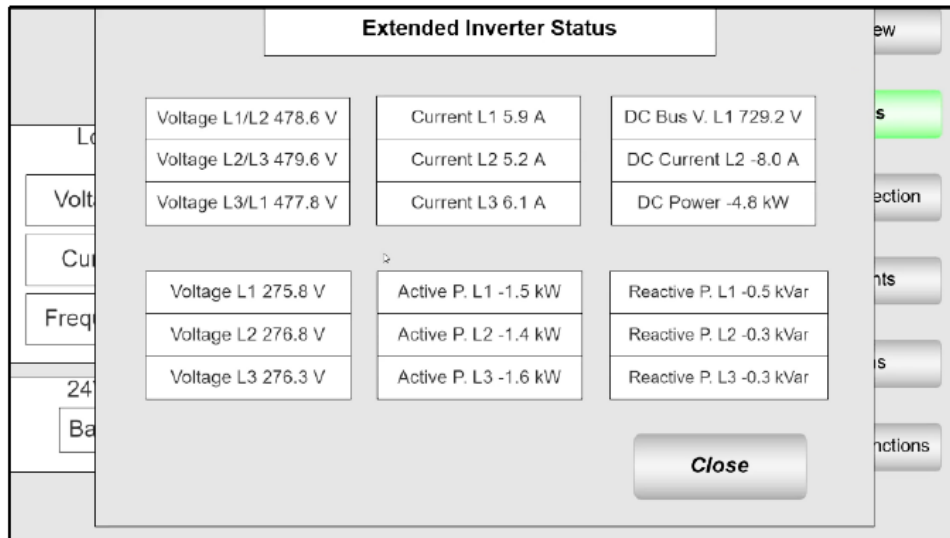 Extended Inverter Status
Voltage L1/L2 478.6 V
Voltage L2/L3 479.6 V
Voltage L3/L1 477.8 V
Current L1 5.9 A
Current L2 5.2 A
Current L3 6.1 A
DC Bus V. L1 729.2 V
DC Current L2 -8.0 A
DC Power -4.8 kW
Voltage L1 275.8 V
Voltage L2 276.8 V
Voltage L3 276.3 V
Active P. L1 -1.5 kW
Active P. L2 -1.4 kW
Active P. L3 -1.6 kW
Reactive P. L1 -0.5 kVar
Reactive P. L2 -0.3 kVar
Reactive P. L3 -0.3 kVar
Close